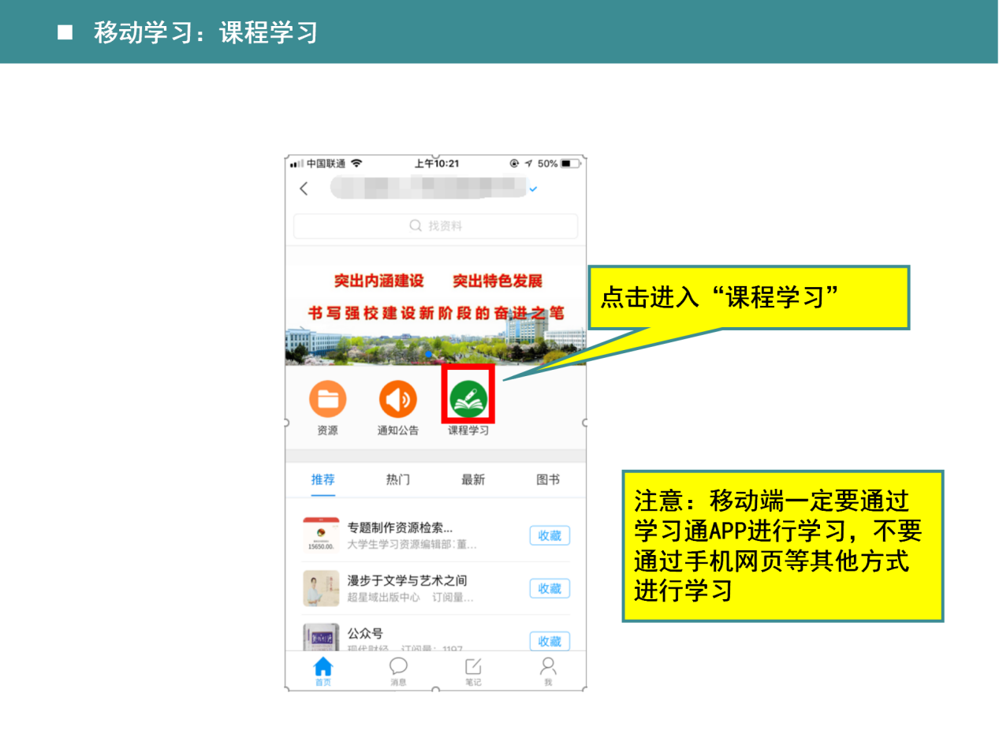 移动学习：课程学习
中国联通 上午10:21 50%
找资料
突出内涵建设 突出特色发展
书写强校建设新阶段的奋进之笔
点击进入“课程学习”
资源 通知公告 课程学习
推荐 热门 最新 图书
专题制作资源检索...
15650.00.
大学生学习资源编辑部:董...
收藏
漫步于文学与艺术之间
超星域出版中心 订阅量...
收藏
公众号
现代财经 订阅量: 1197
收藏
首页 消息 笔记 我
注意：移动端一定要通过
学习通APP进行学习，不要
通过手机网页等其他方式
进行学习